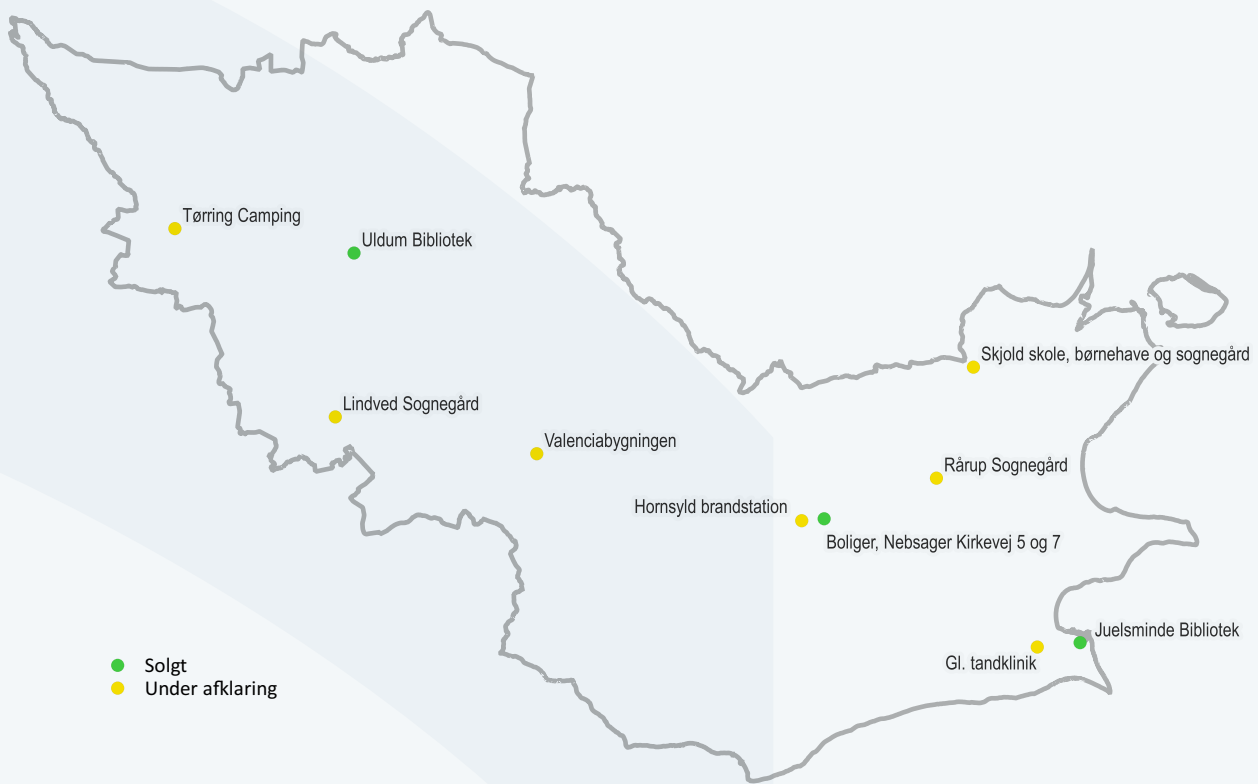 Tørring Camping
Uldum Bibliotek
Skjold skole, børnehave og sognegård
Lindved Sognegård
Valenciabygningen
Rårup Sognegård
Hornsyld brandstation
Boliger, Nebsager Kirkevej 5 og 7
Juelsminde Bibliotek
Gl. tandklinik
Solgt
Under afklaring